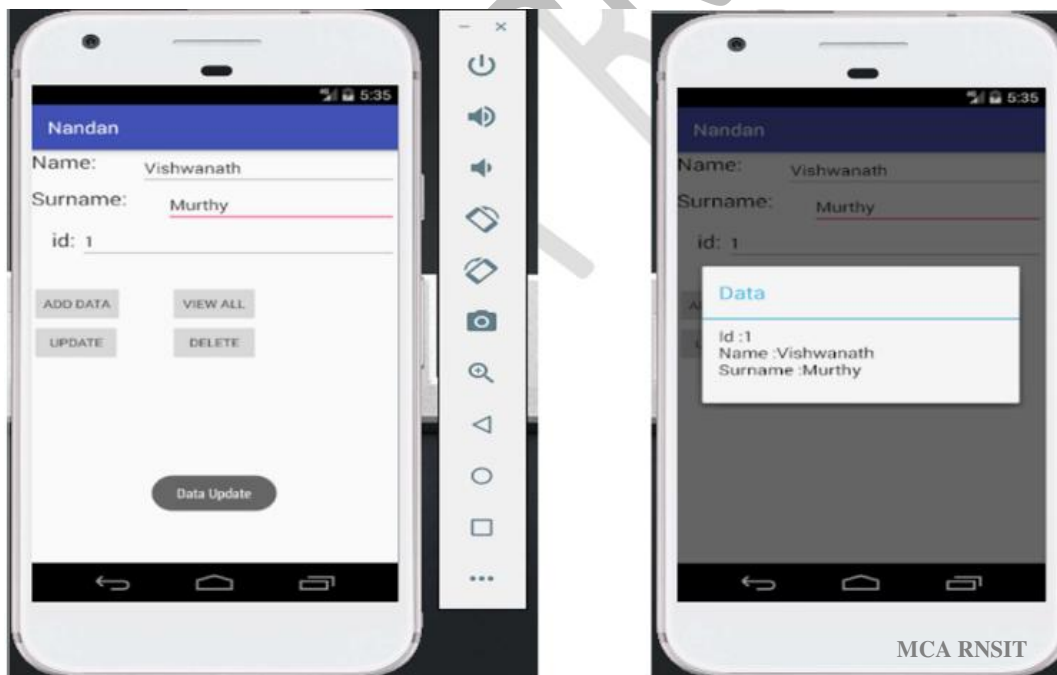 5:35
Nandan
Name: Vishwanath
Surname: Murthy
id: 1
ADD DATA VIEW ALL
UPDATE DELETE
Data Update
5:35
Nandan
Name: Vishwanath
Surname: Murthy
id: 1
Data
Id :1
Name :Vishwanath
Surname :Murthy
MCA RNSIT